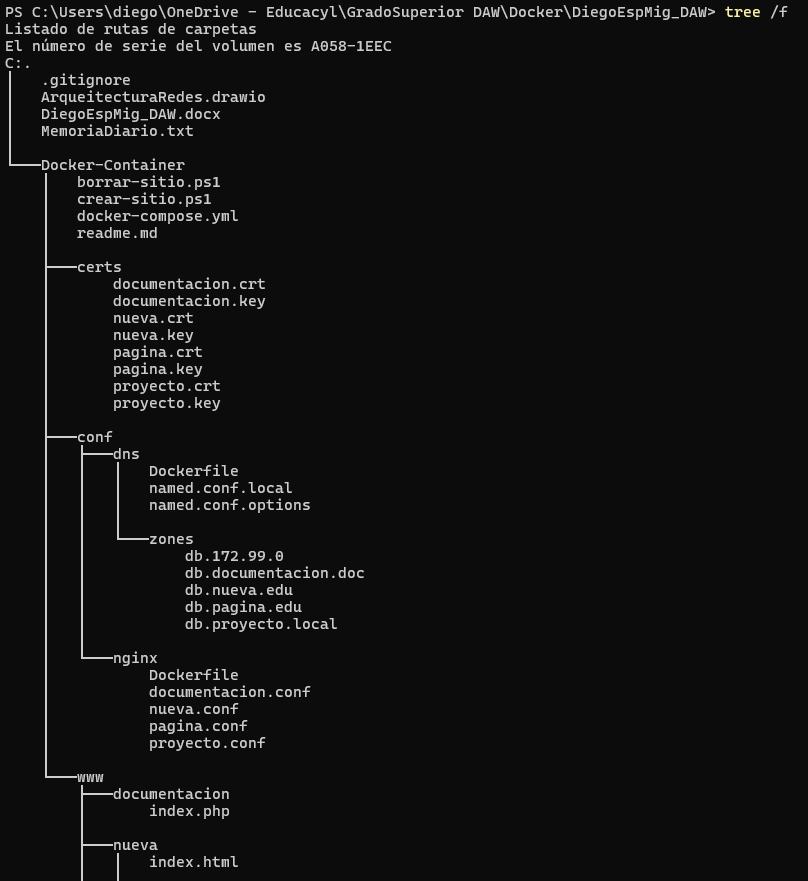 PS C:\Users\diego\OneDrive - Educacyl\GradoSuperior DAW\Docker\DiegoEspMig_DAW> tree /f
Listado de rutas de carpetas
El número de serie del volumen es A058-1EEC
C:.
.gitignore
ArqueitecturaRedes.drawio
DiegoEspMig_DAW.docx
MemoriaDiario.txt
Docker-Container
borrar-sitio.ps1
crear-sitio.ps1
docker-compose.yml
readme.md
certs
documentacion.crt
documentacion.key
nueva.crt
nueva.key
pagina.crt
pagina.key
proyecto.crt
proyecto.key
conf
dns
Dockerfile
named.conf.local
named.conf.options
zones
db.172.99.0
db.documentacion.doc
db.nueva.edu
db.pagina.edu
db.proyecto.local
nginx
Dockerfile
documentacion.conf
nueva.conf
pagina.conf
proyecto.conf
www
documentacion
index.php
nueva
index.html